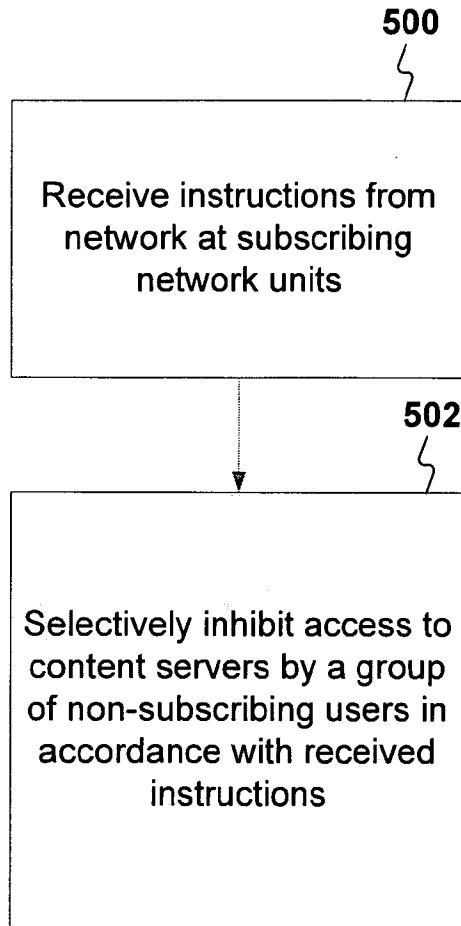 500
Receive instructions from
network at subscribing
network units
502
Selectively inhibit access to
content servers by a group
of non-subscribing users in
accordance with received
instructions